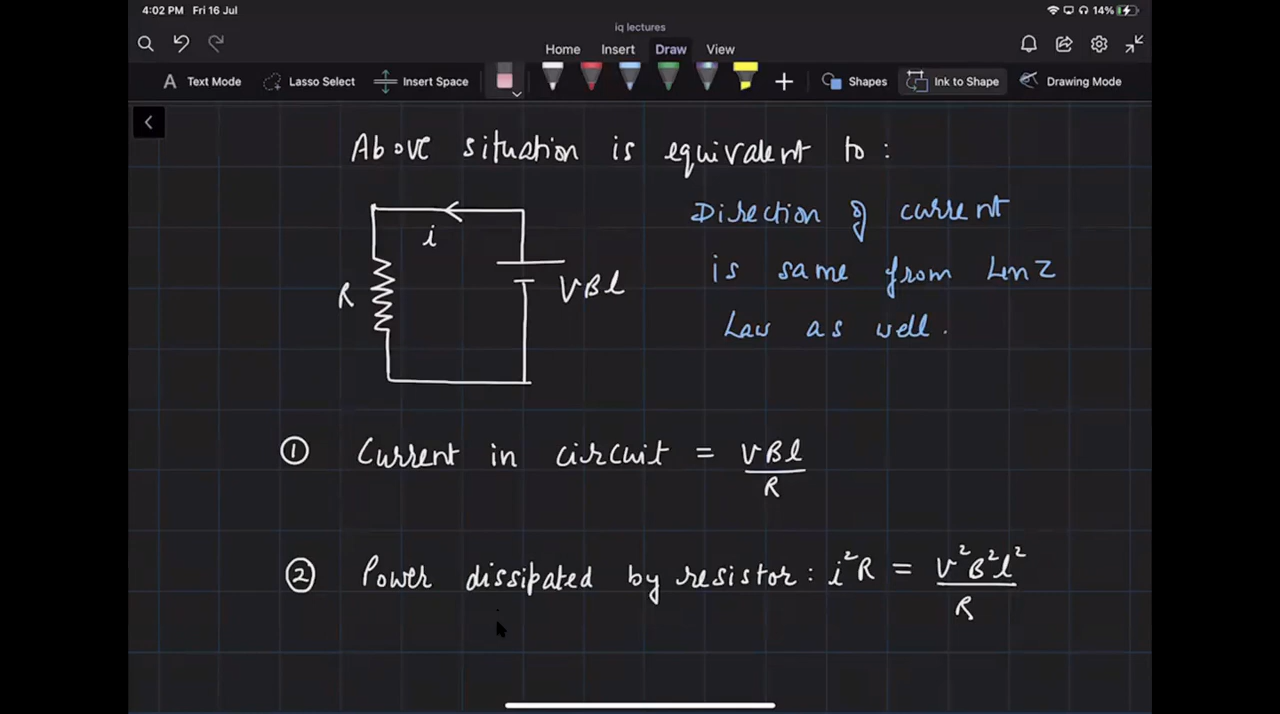 4:02 PM Fri 16 Jul
14%
iq lectures
Home Insert Draw View
Text Mode Lasso Select Insert Space Shapes Ink to Shape Drawing Mode
Above situation is equivalent to :
Direction of current
is same from Lenz
Law as well.
i
R
VBl
① Current in circuit = VBl/R
② Power dissipated by resistor : i²R = V²B²l²/R